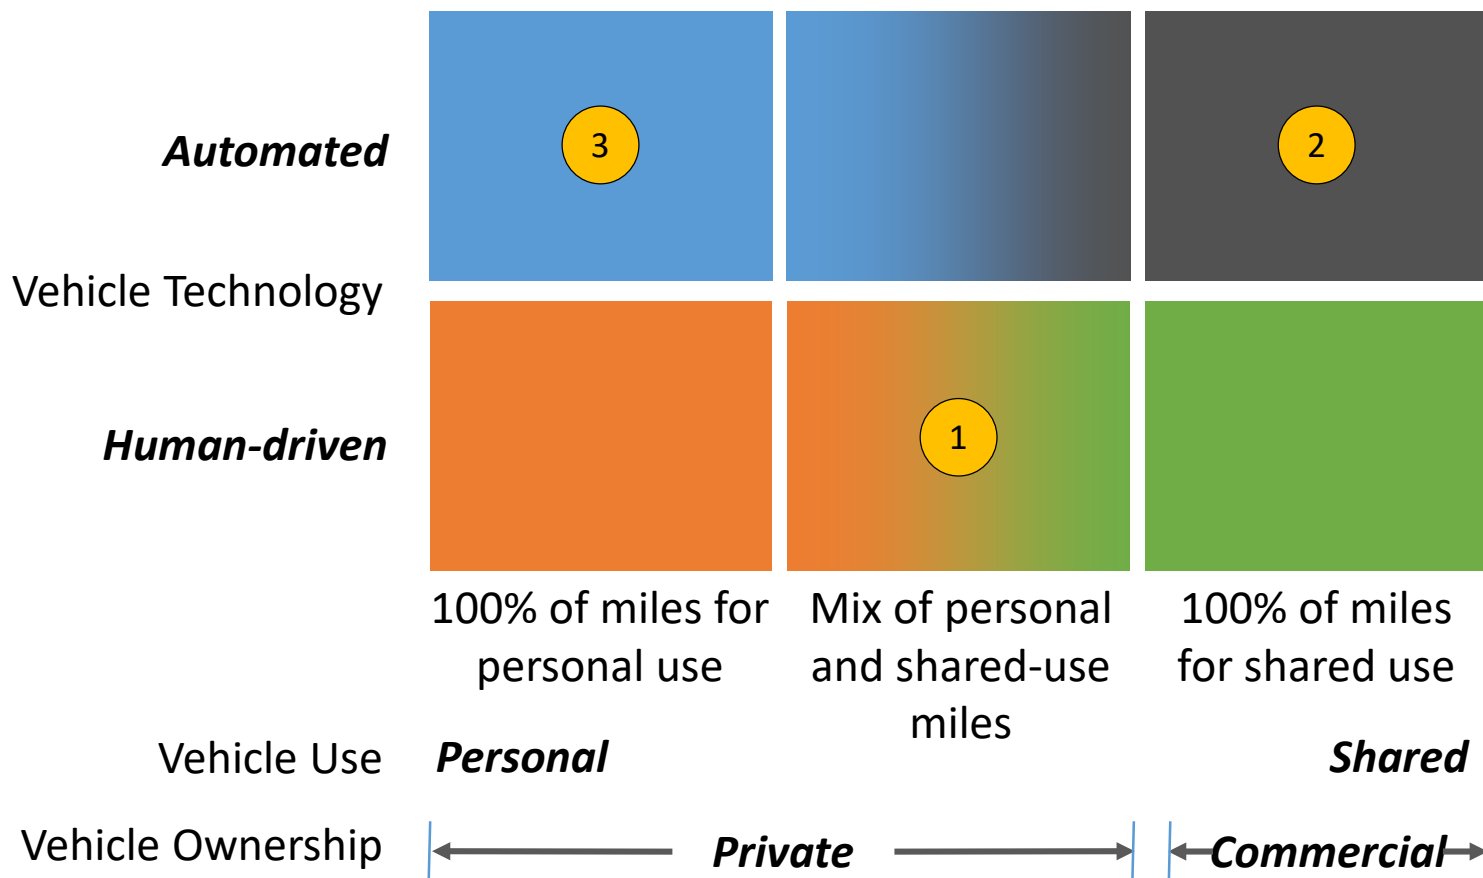 3
2
Automated
Vehicle Technology
1
Human-driven
100% of miles for
personal use
Mix of personal
and shared-use
miles
100% of miles
for shared use
Vehicle Use
Personal
Shared
Vehicle Ownership
Private
Commercial